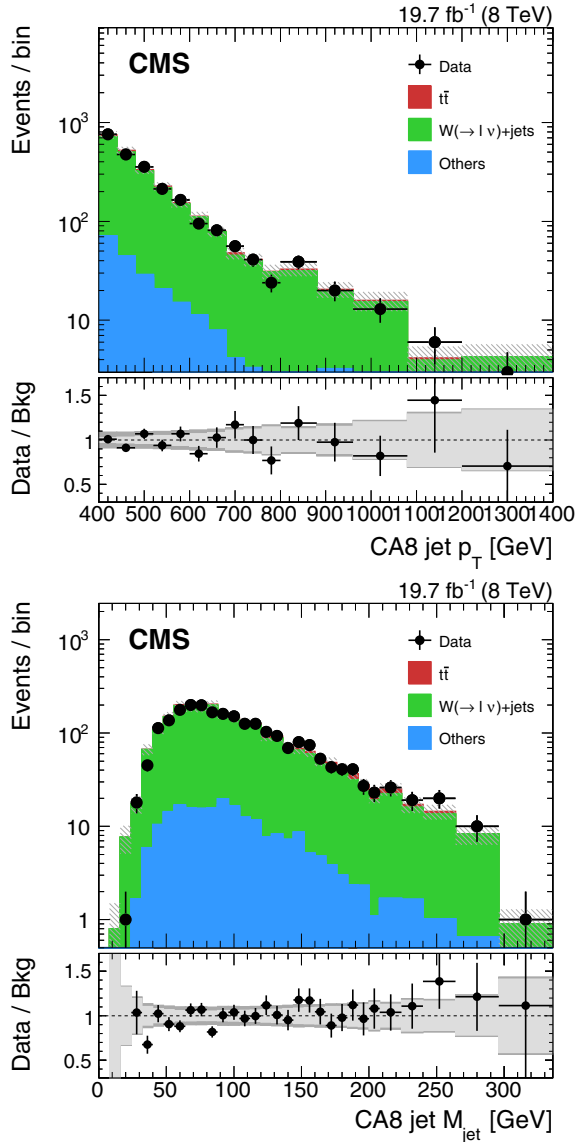 19.7 fb⁻¹ (8 TeV)
Events / bin
CMS
Data
tt̄
W(→ l ν)+jets
Others
10³
10²
10
Data / Bkg
1.5
1
0.5
400 500 600 700 800 900 1000 1100 1200 1300 1400
CA8 jet p_T [GeV]
19.7 fb⁻¹ (8 TeV)
Events / bin
CMS
Data
tt̄
W(→ l ν)+jets
Others
10³
10²
10
1
Data / Bkg
1.5
1.0
0.5
0 50 100 150 200 250 300
CA8 jet M_jet [GeV]